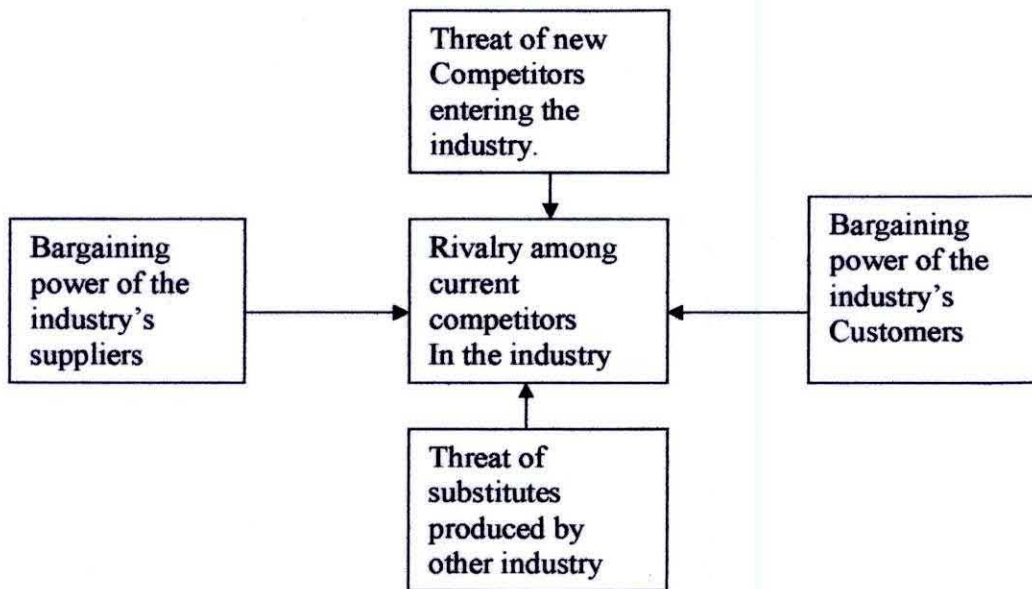 Threat of new
Competitors
entering the
industry.
Bargaining
power of the
industry's
suppliers
Rivalry among
current
competitors
In the industry
Bargaining
power of the
industry's
Customers
Threat of
substitutes
produced by
other industry